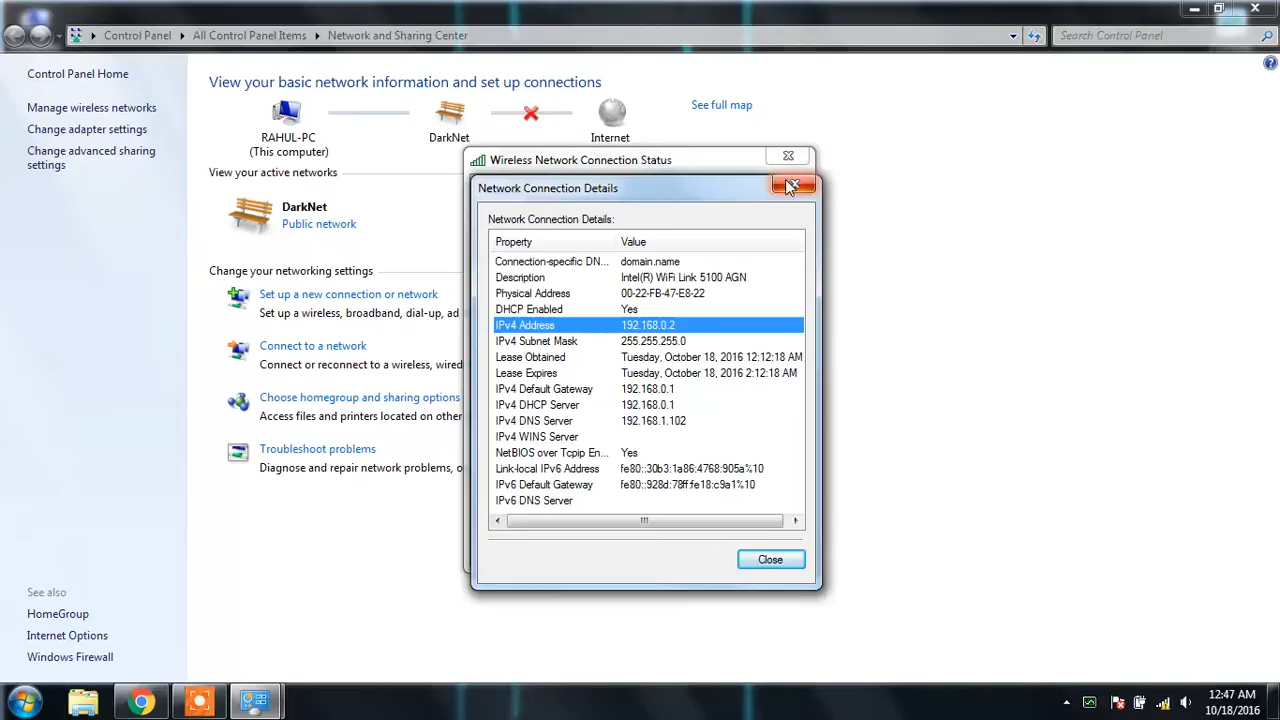 Control Panel
All Control Panel Items
Network and Sharing Center
Search Control Panel
Control Panel Home
Manage wireless networks
Change adapter settings
Change advanced sharing
settings
See also
HomeGroup
Internet Options
Windows Firewall
View your basic network information and set up connections
See full map
RAHUL-PC
(This computer)
DarkNet
Internet
View your active networks
DarkNet
Public network
Change your networking settings
Set up a new connection or network
Set up a wireless, broadband, dial-up, ad
Connect to a network
Connect or reconnect to a wireless, wired
Choose homegroup and sharing options
Access files and printers located on other
Troubleshoot problems
Diagnose and repair network problems, o
Wireless Network Connection Status
Network Connection Details
Network Connection Details:
Property Value
Connection-specific DN... domain.name
Description Intel(R) WiFi Link 5100 AGN
Physical Address 00-22-FB-47-E8-22
DHCP Enabled Yes
IPv4 Address 192.168.0.2
IPv4 Subnet Mask 255.255.255.0
Lease Obtained Tuesday, October 18, 2016 12:12:18 AM
Lease Expires Tuesday, October 18, 2016 2:12:18 AM
IPv4 Default Gateway 192.168.0.1
IPv4 DHCP Server 192.168.0.1
IPv4 DNS Server 192.168.1.102
IPv4 WINS Server
NetBIOS over Tcpip En... Yes
Link-local IPv6 Address fe80::30b3:1a86:4768:905a%10
IPv6 Default Gateway fe80::928d:78ff:fe18:c9a1%10
IPv6 DNS Server
Close
12:47 AM
10/18/2016